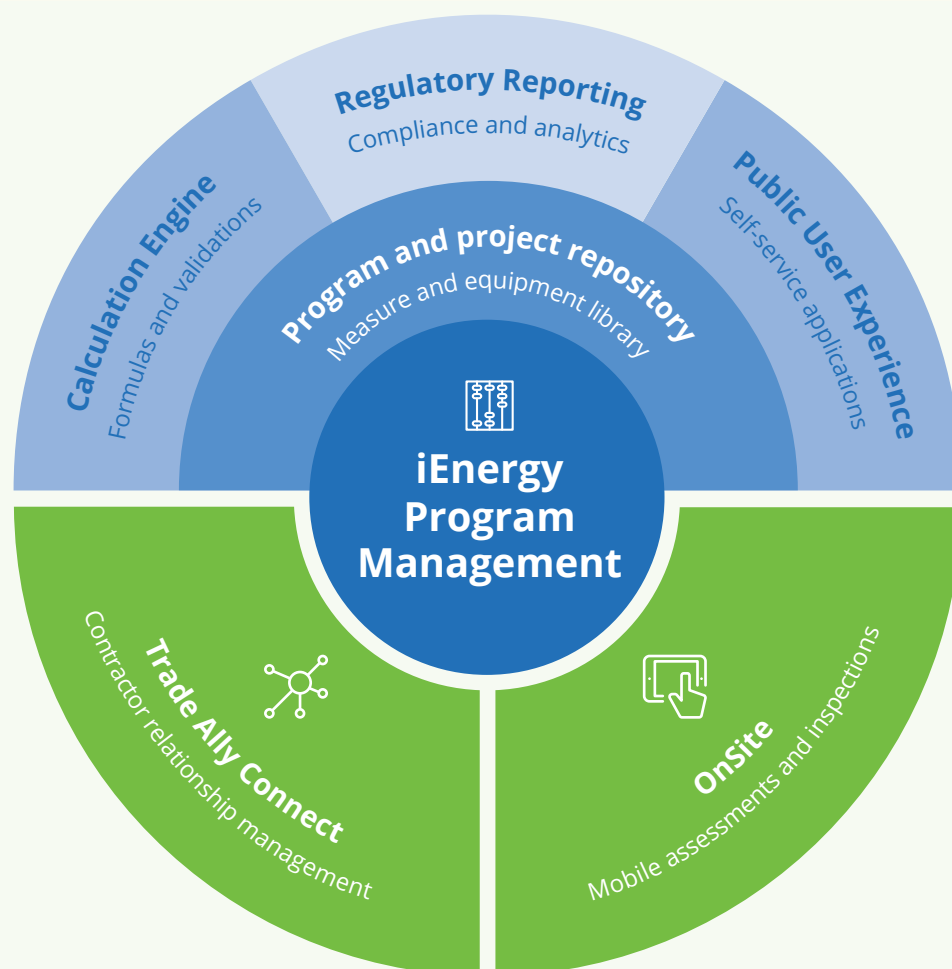 Regulatory Reporting
Compliance and analytics
Calculation Engine
Formulas and validations
Public User Experience
Self-service applications
Program and project repository
Measure and equipment library
iEnergy
Program
Management
Trade Ally Connect
Contractor relationship management
OnSite
Mobile assessments and inspections